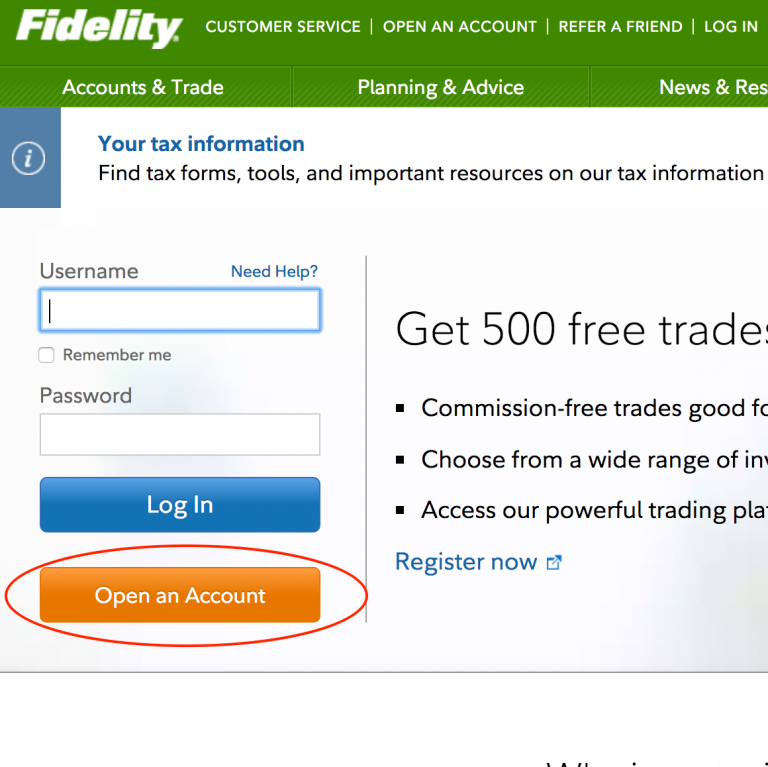 Fidelity® CUSTOMER SERVICE | OPEN AN ACCOUNT | REFER A FRIEND | LOG IN
Accounts & Trade Planning & Advice News & Res
i
Your tax information
Find tax forms, tools, and important resources on our tax information
Username Need Help?
Remember me
Password
Log In
Open an Account
Get 500 free trades
Commission-free trades good fo
Choose from a wide range of inv
Access our powerful trading plat
Register now